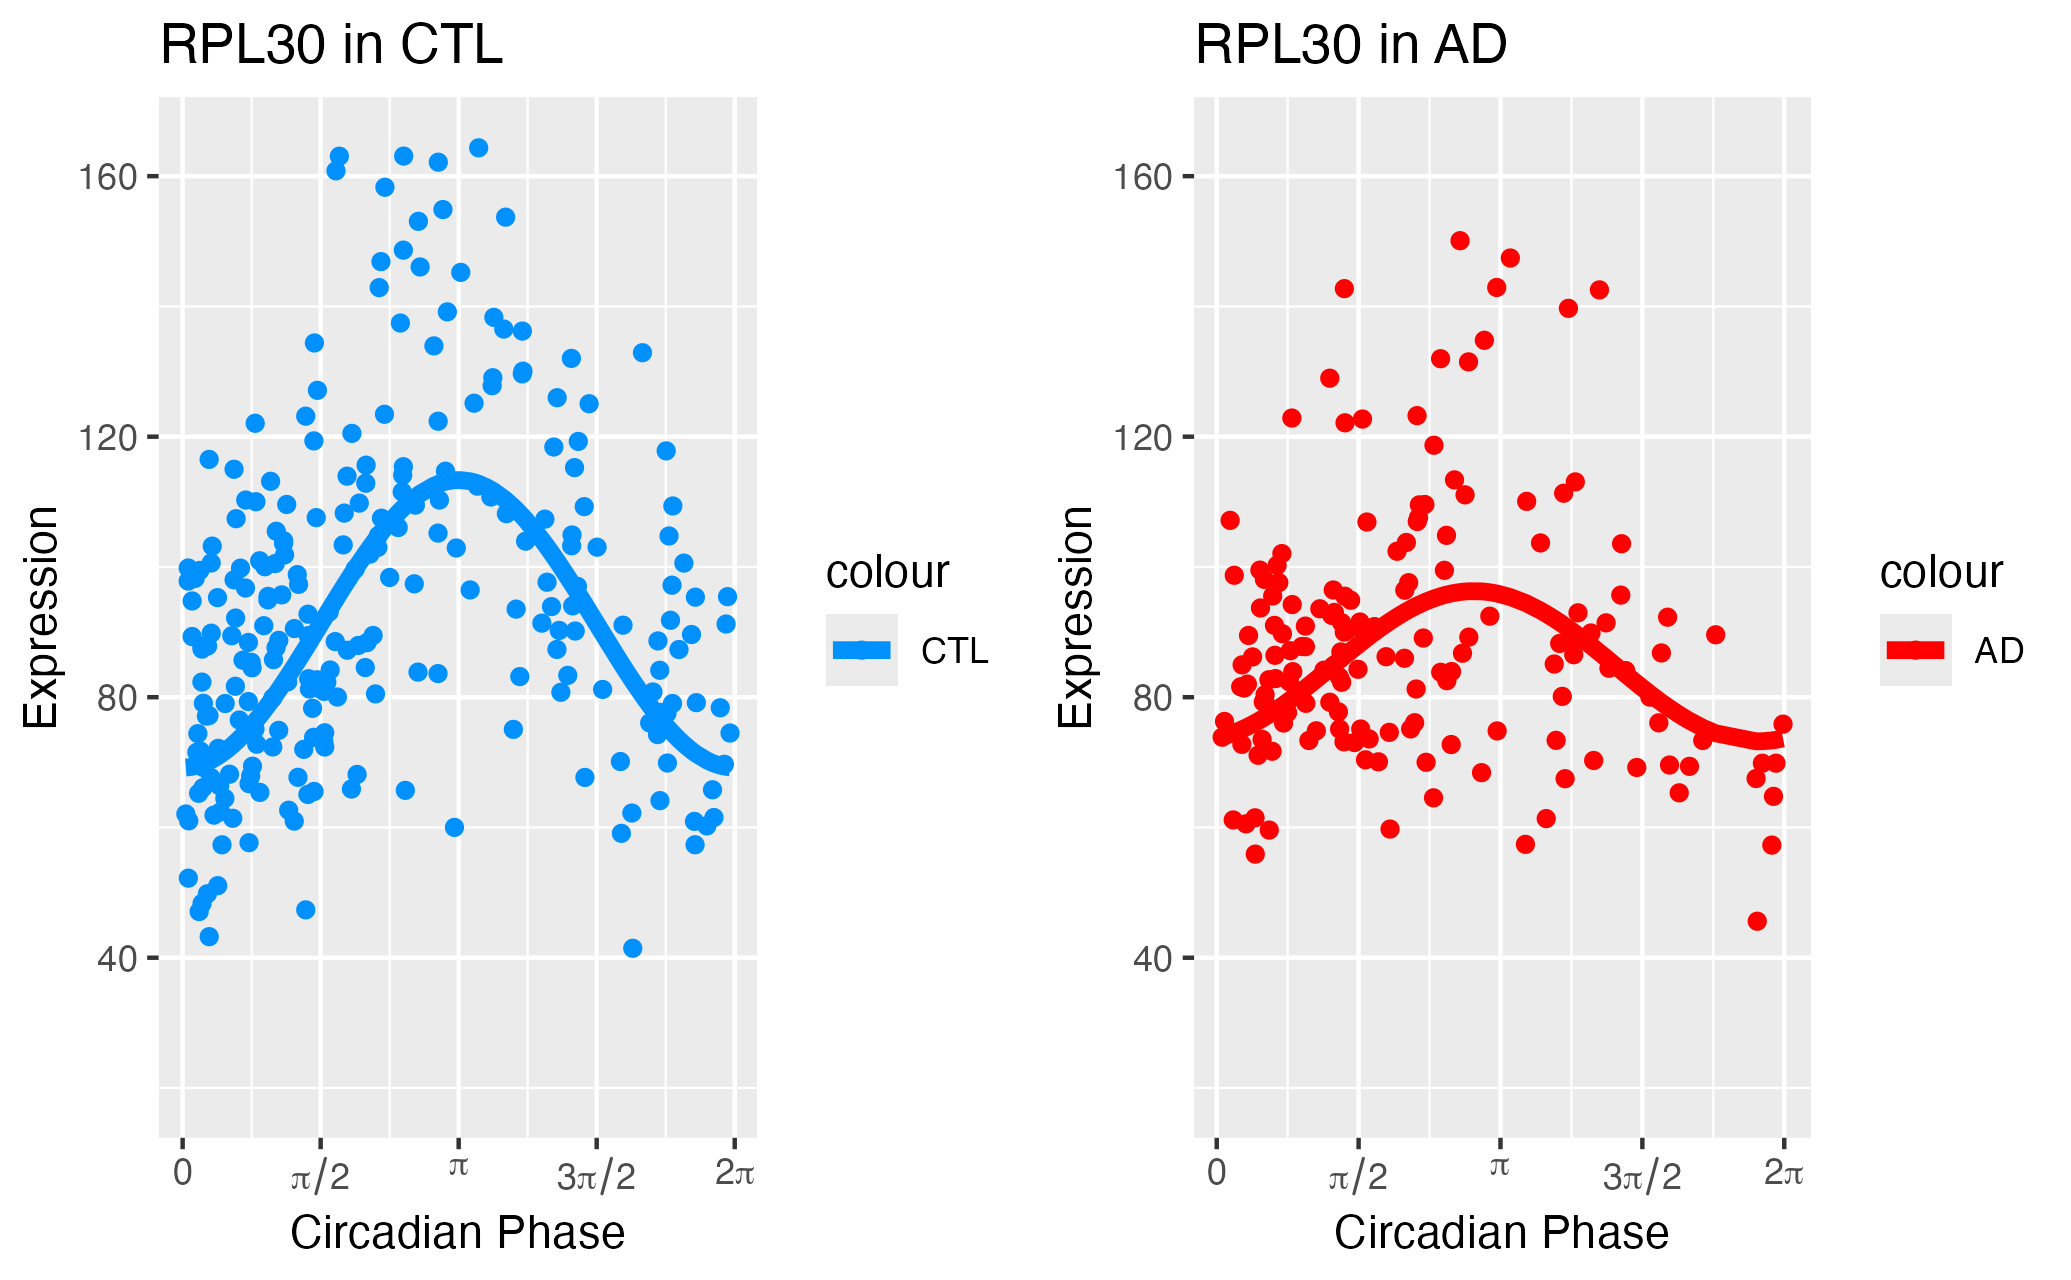 RPL30 in CTL
160
120
80
40
Expression
0 π/2 π 3π/2 2π
Circadian Phase
colour
CTL
RPL30 in AD
160
120
80
40
Expression
0 π/2 π 3π/2 2π
Circadian Phase
colour
AD